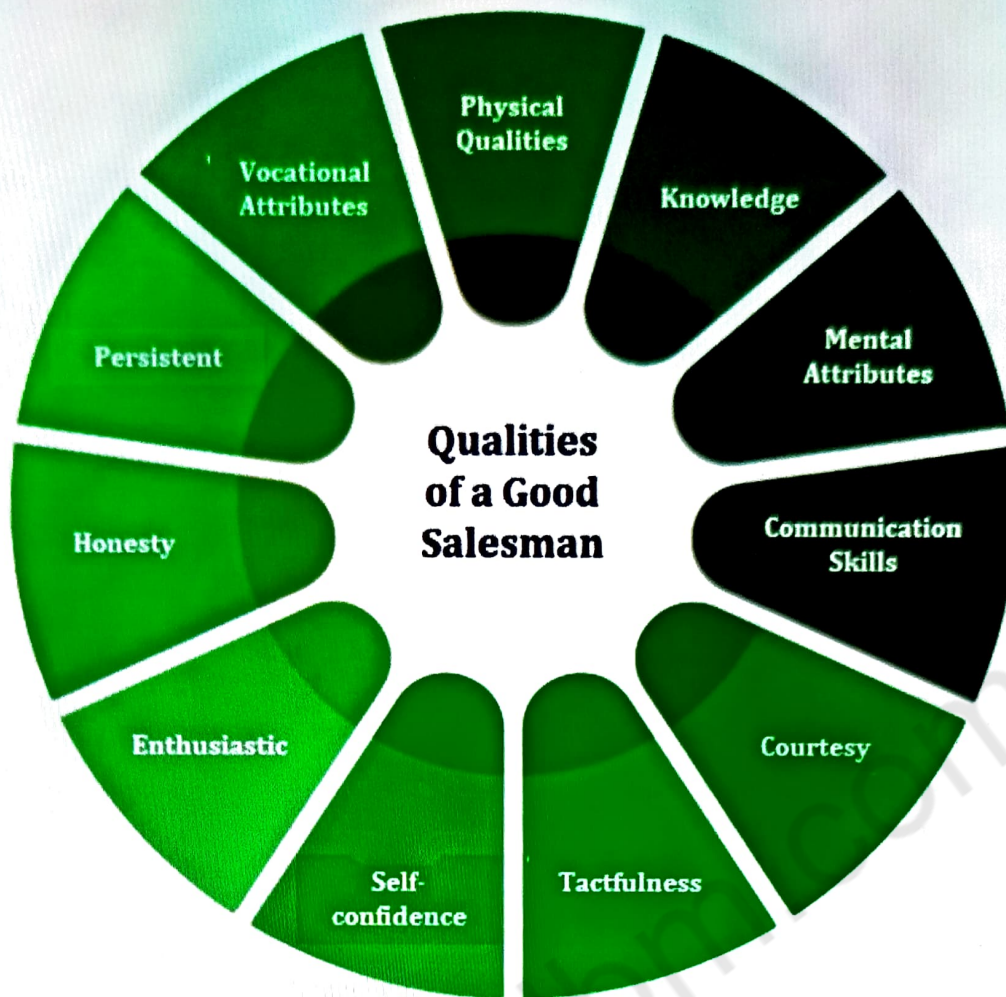 Qualities
of a Good
Salesman
Physical
Qualities
Knowledge
Mental
Attributes
Communication
Skills
Courtesy
Tactfulness
Self-
confidence
Enthusiastic
Honesty
Persistent
Vocational
Attributes